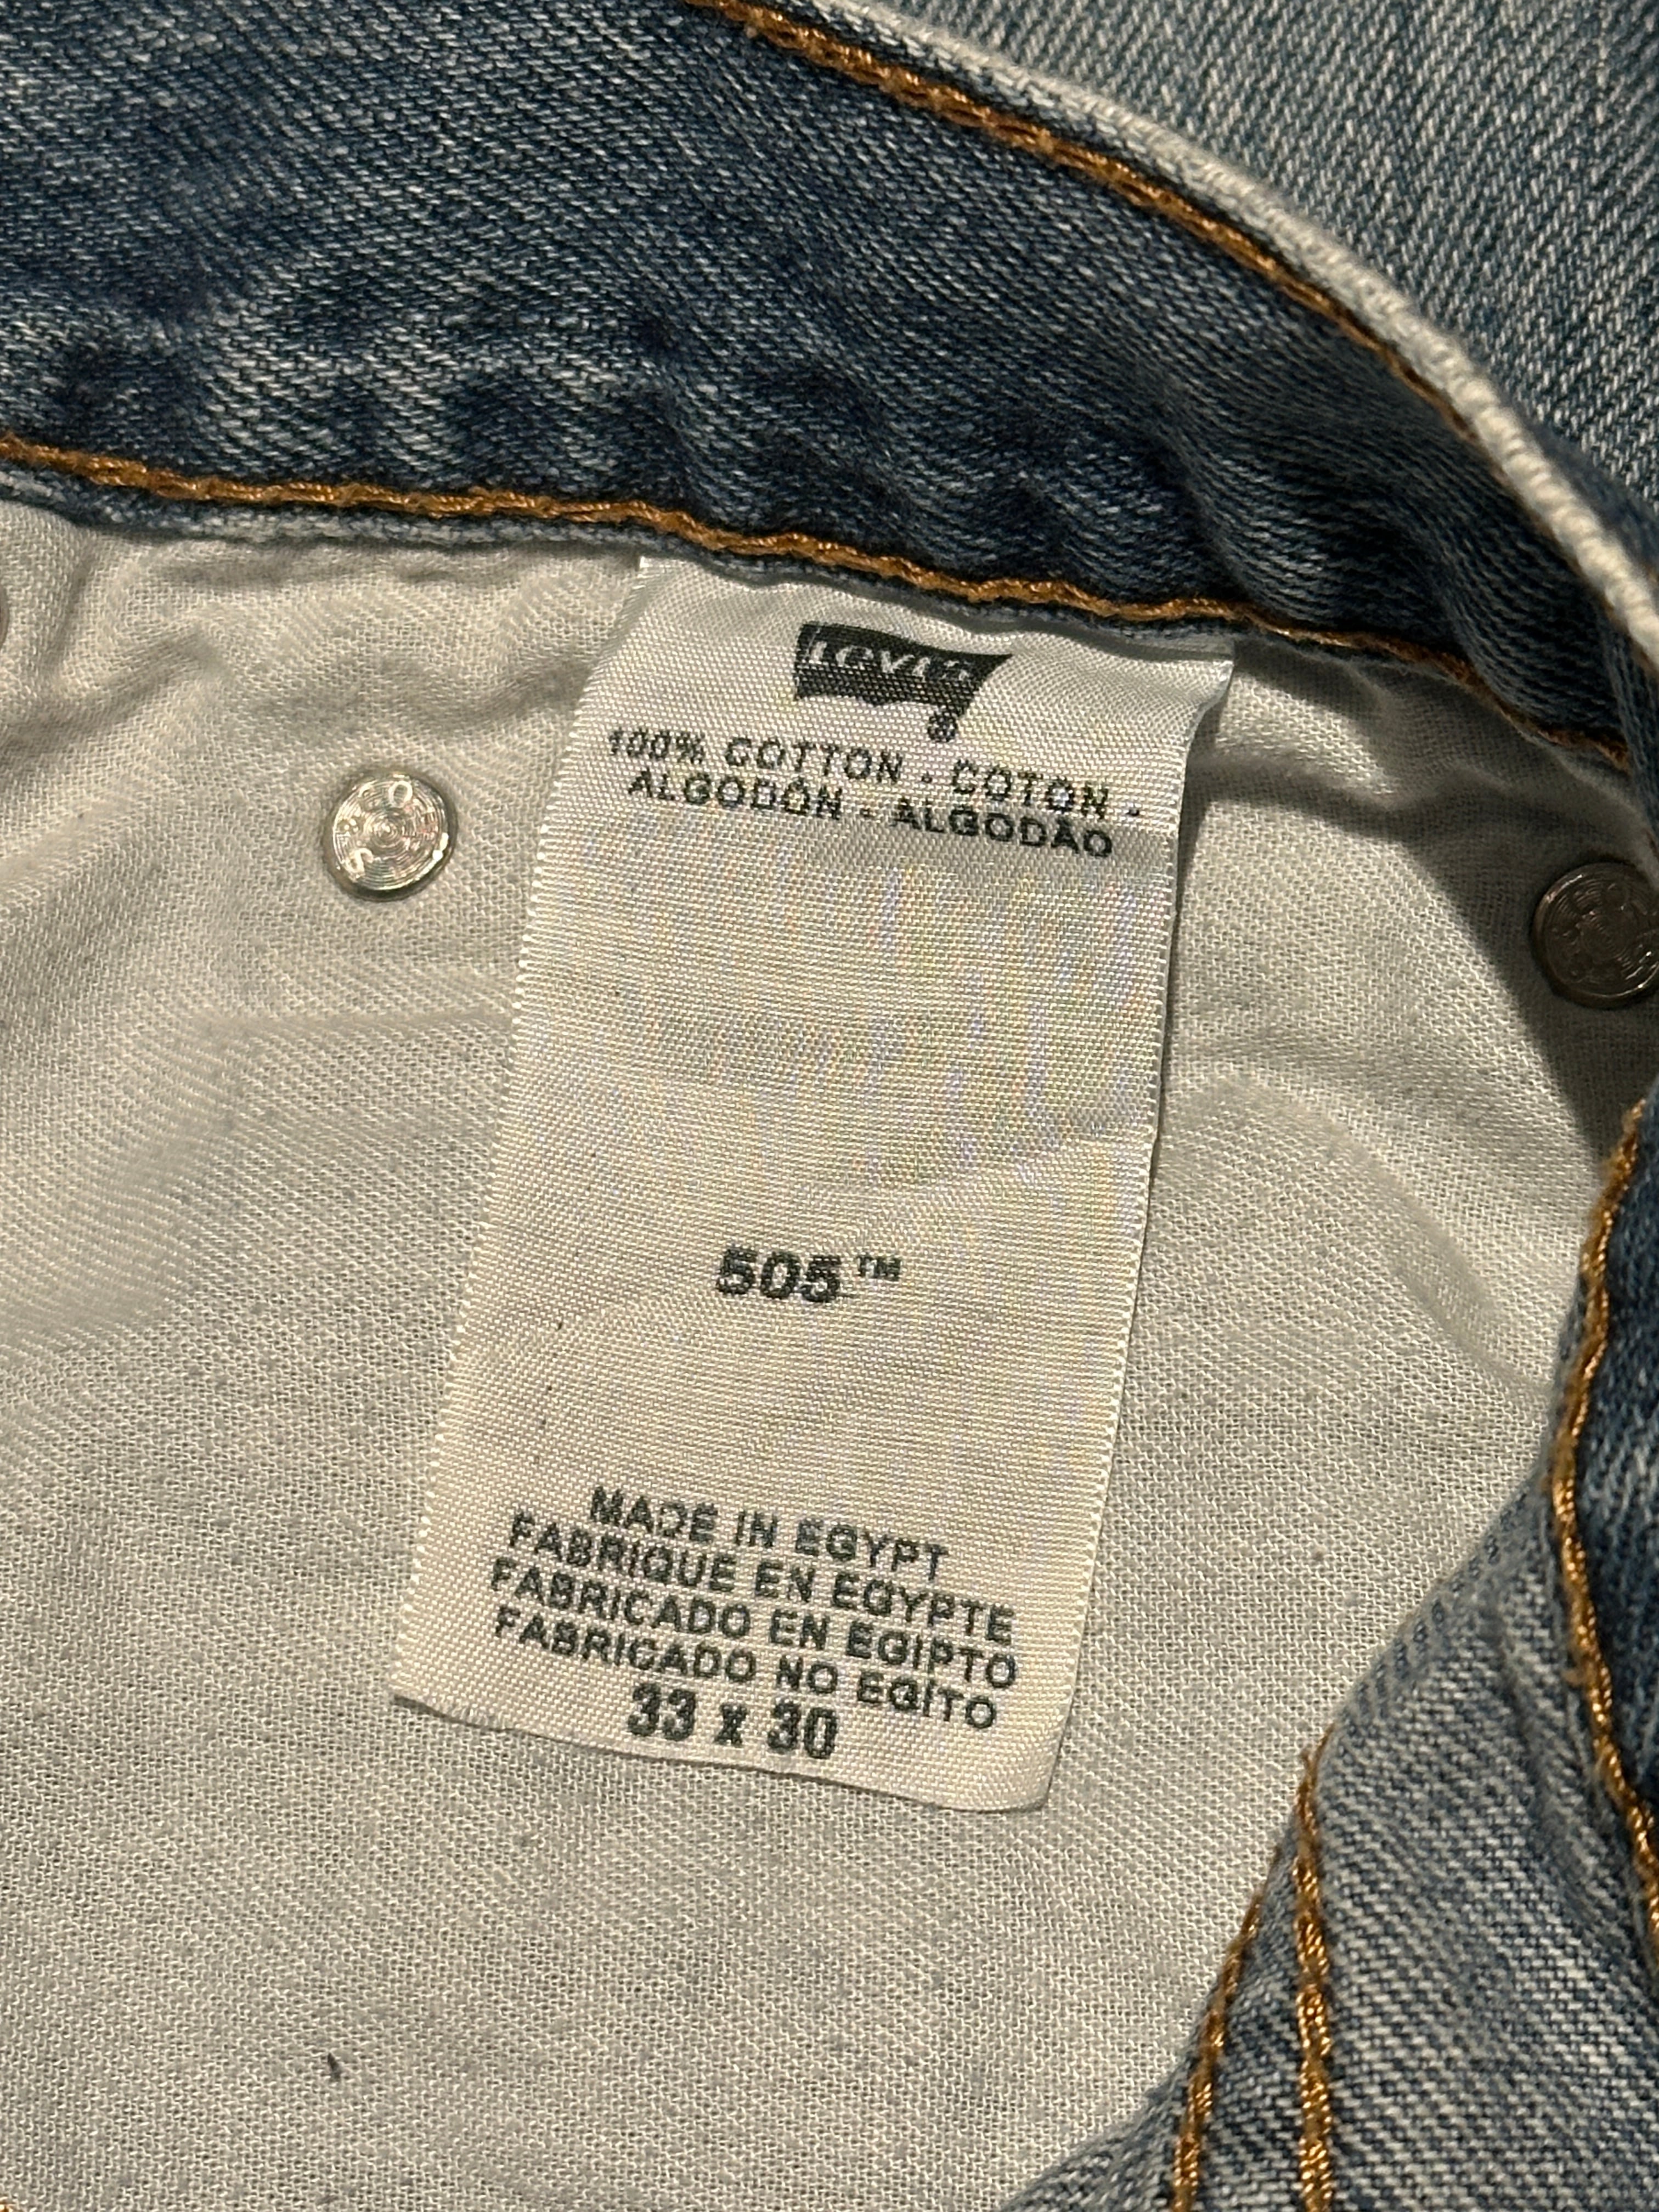 Levi's
®
100% COTTON - COTON -
ALGODÓN - ALGODÃO
505™
MADE IN EGYPT
FABRIQUE EN EGYPTE
FABRICADO EN EGIPTO
FABRICADO NO EGITO
33 x 30